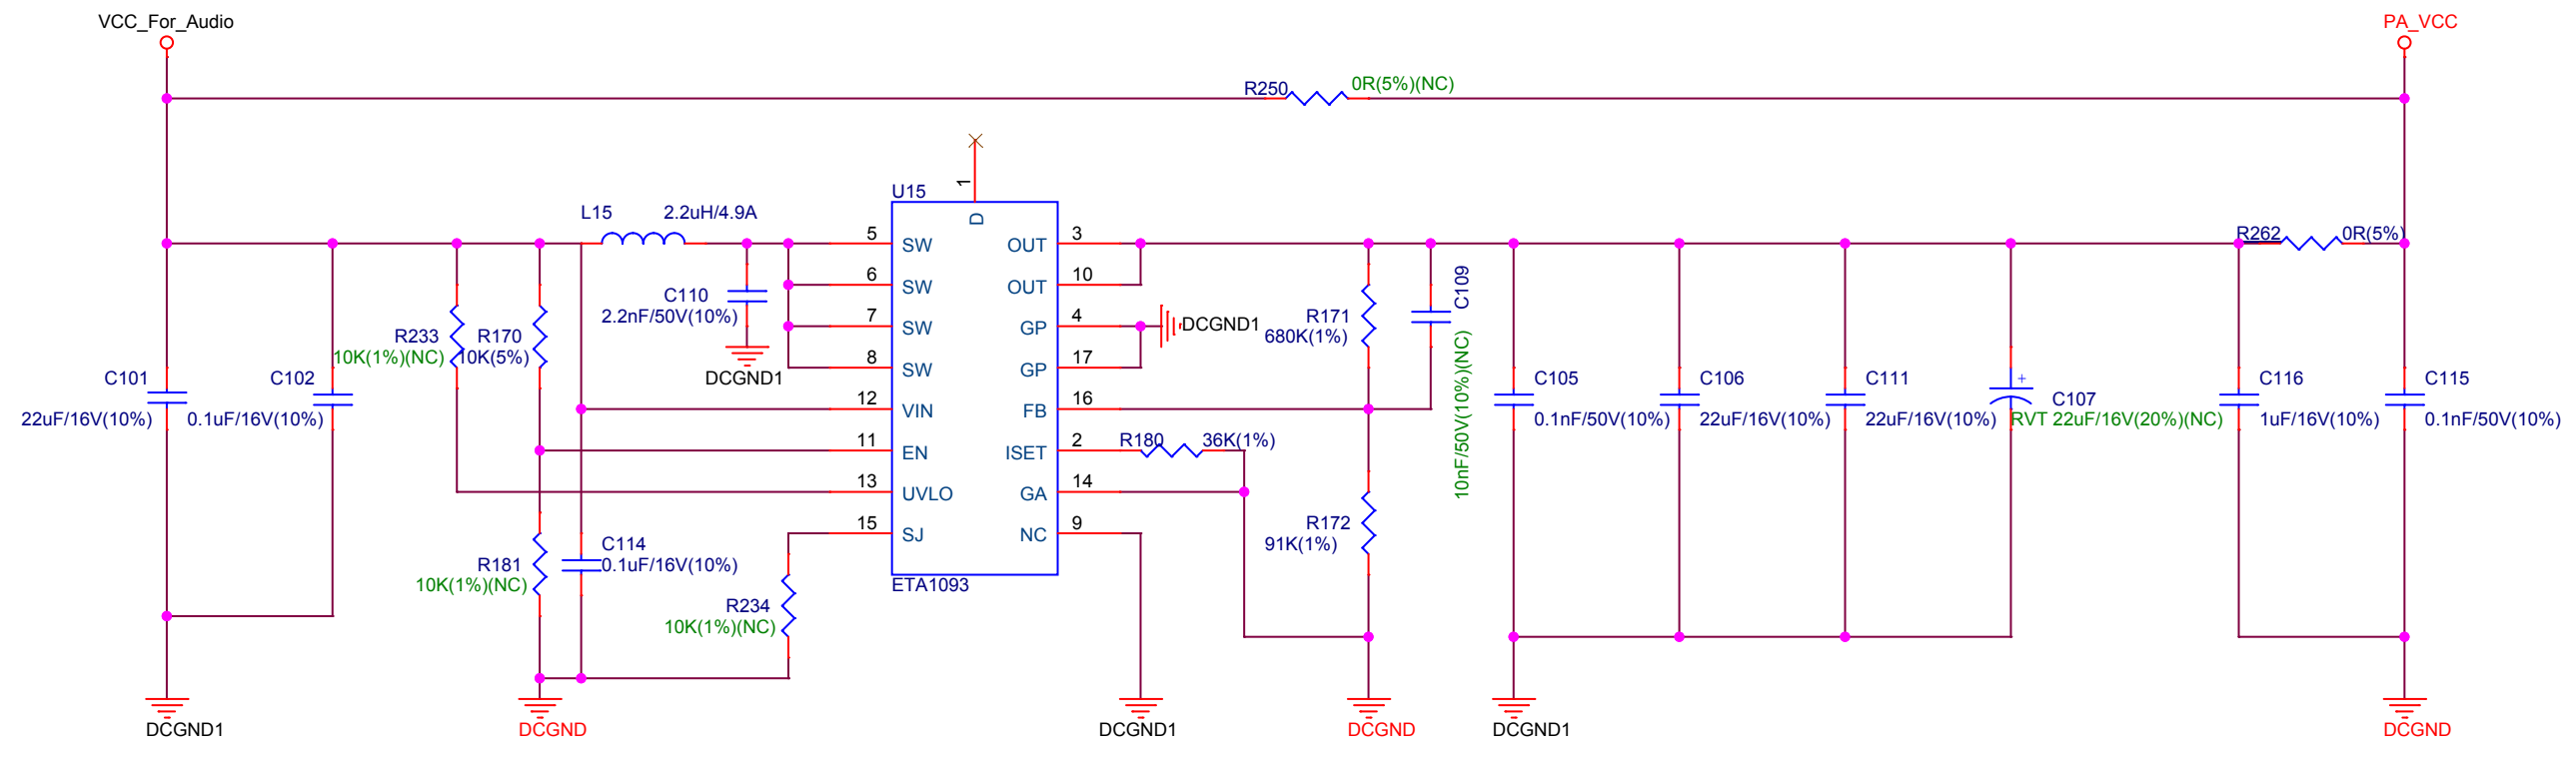 VCC_For_Audio
PA_VCC
R250
0R(5%)(NC)
1
U15
D
L15
2.2uH/4.9A
5
SW
OUT
3
R262
0R(5%)
6
SW
OUT
10
C110
2.2nF/50V(10%)
DCGND1
7
SW
GP
4
DCGND1
8
SW
GP
17
R233
10K(1%)(NC)
R170
10K(5%)
R171
680K(1%)
C109
10nF/50V(10%)(NC)
C101
22uF/16V(10%)
C102
0.1uF/16V(10%)
12
VIN
FB
16
C105
0.1nF/50V(10%)
C106
22uF/16V(10%)
C111
22uF/16V(10%)
+
C107
RVT 22uF/16V(20%)(NC)
C116
1uF/16V(10%)
C115
0.1nF/50V(10%)
11
EN
ISET
2
R180
36K(1%)
13
UVLO
GA
14
15
SJ
NC
9
R172
91K(1%)
R181
10K(1%)(NC)
C114
0.1uF/16V(10%)
ETA1093
R234
10K(1%)(NC)
DCGND1
DCGND
DCGND1
DCGND
DCGND1
DCGND